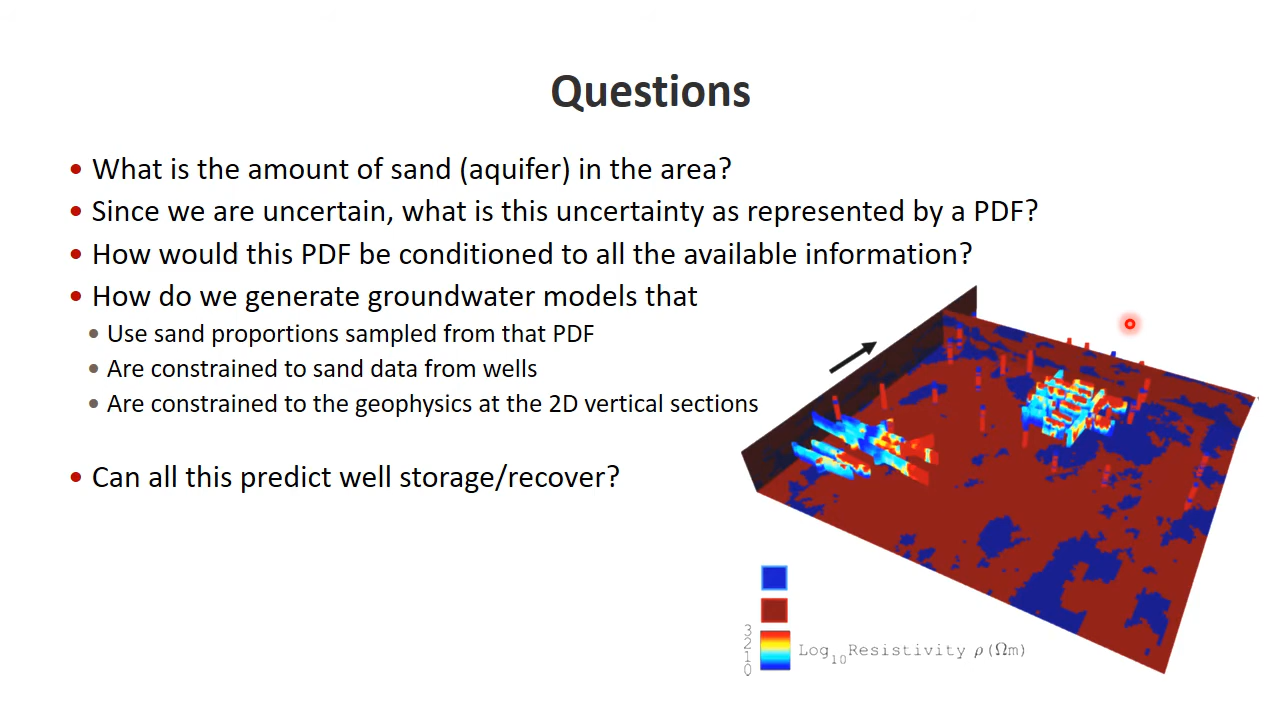 Questions
• What is the amount of sand (aquifer) in the area?
• Since we are uncertain, what is this uncertainty as represented by a PDF?
• How would this PDF be conditioned to all the available information?
• How do we generate groundwater models that
• Use sand proportions sampled from that PDF
• Are constrained to sand data from wells
• Are constrained to the geophysics at the 2D vertical sections
• Can all this predict well storage/recover?
3
2
1
0
Log₁₀Resistivity ρ(Ωm)